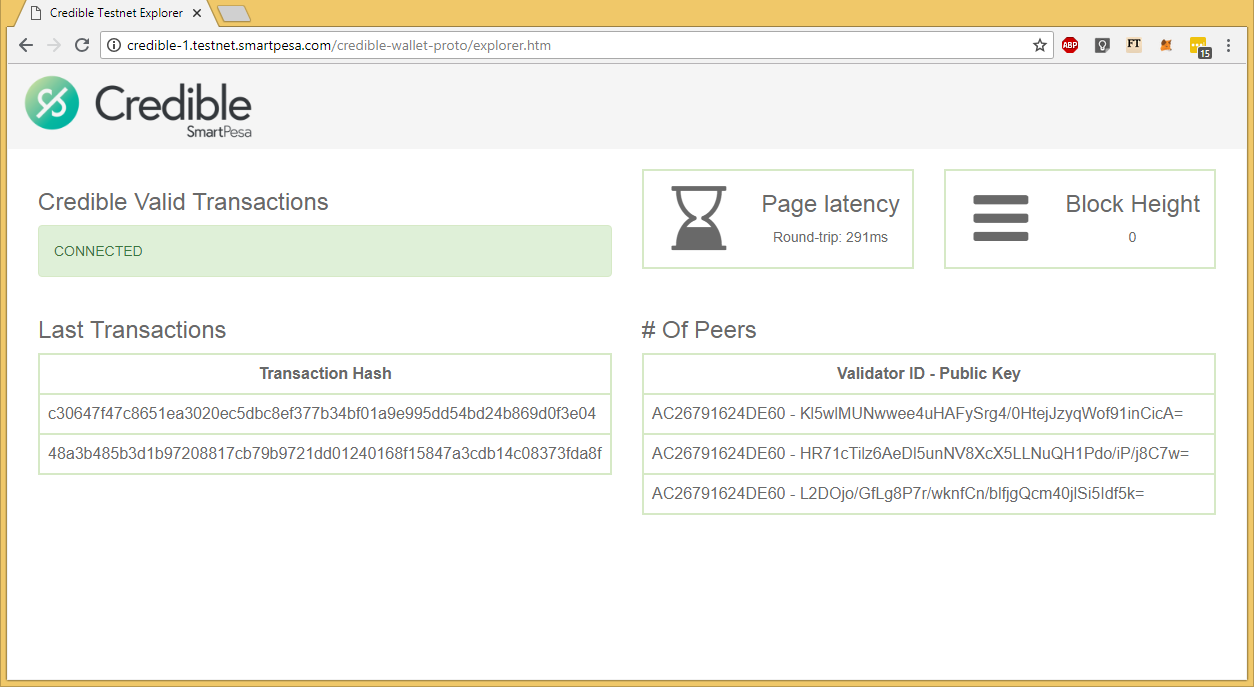 Credible Testnet Explorer
credible-1.testnet.smartpesa.com/credible-wallet-proto/explorer.htm
ABP
FT
15
Credible
SmartPesa
Credible Valid Transactions
CONNECTED
Page latency
Round-trip: 291ms
Block Height
0
Last Transactions
Transaction Hash
c30647f47c8651ea3020ec5dbc8ef377b34bf01a9e995dd54bd24b869d0f3e04
48a3b485b3d1b97208817cb79b9721dd01240168f15847a3cdb14c08373fda8f
# Of Peers
Validator ID - Public Key
AC26791624DE60 - Kl5wlMUNwwee4uHAFySrg4/0HtejJzyqWof91inCicA=
AC26791624DE60 - HR71cTilz6AeDl5unNV8XcX5LLNuQH1Pdo/iP/j8C7w=
AC26791624DE60 - L2DOjo/GfLg8P7r/wknfCn/blfjgQcm40jlSi5Idf5k=